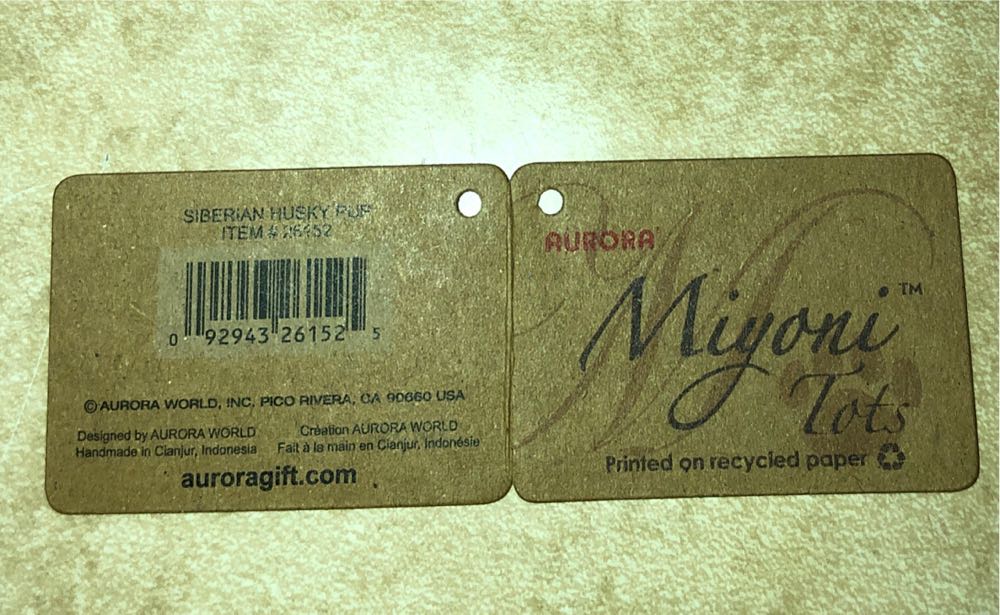 SIBERIAN HUSKY PUP
ITEM # 26152
0 92943 26152 5
© AURORA WORLD, INC. PICO RIVERA, CA 90660 USA
Designed by AURORA WORLD
Handmade in Cianjur, Indonesia
Création AURORA WORLD
Fait à la main en Cianjur, Indonésie
auroragift.com
AURORA
Miyoni™
Tots
Printed on recycled paper